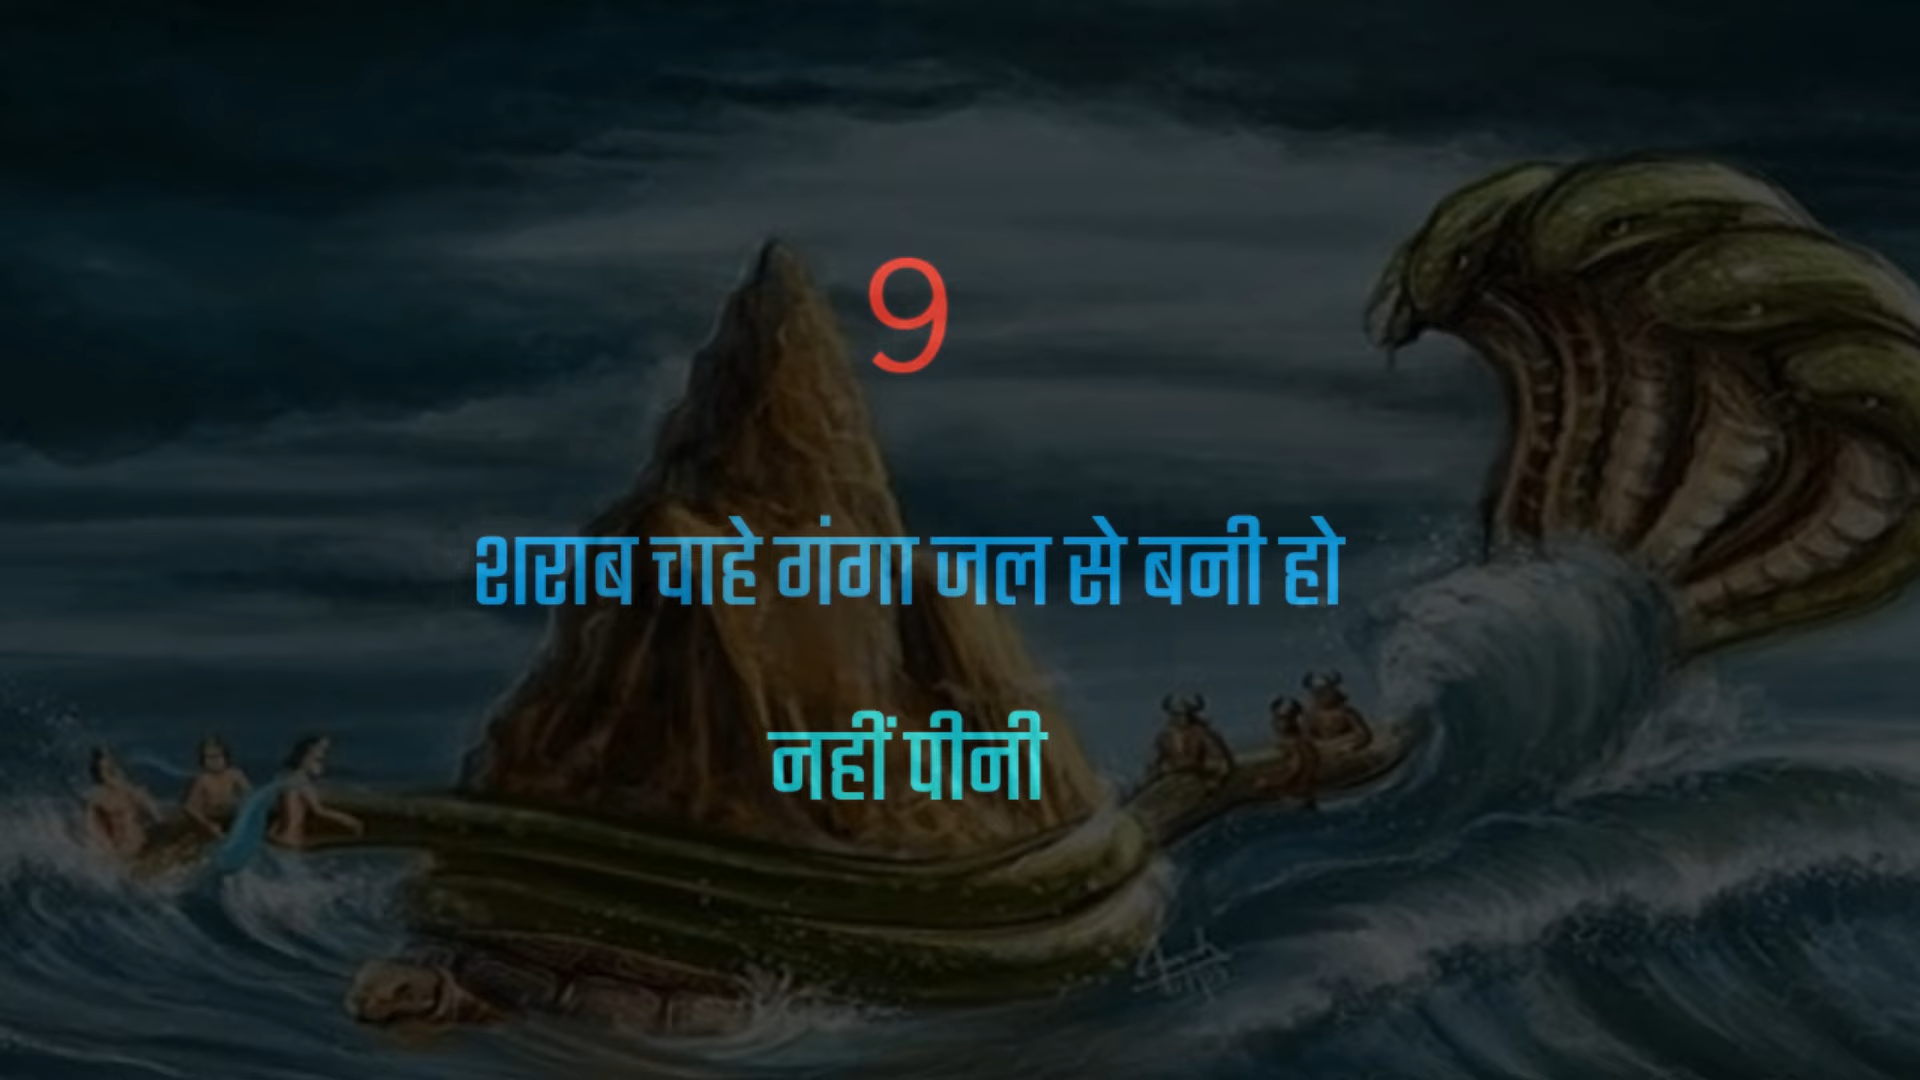 9
शराब चाहे गंगा जल से बनी हो
नहीं पीनी